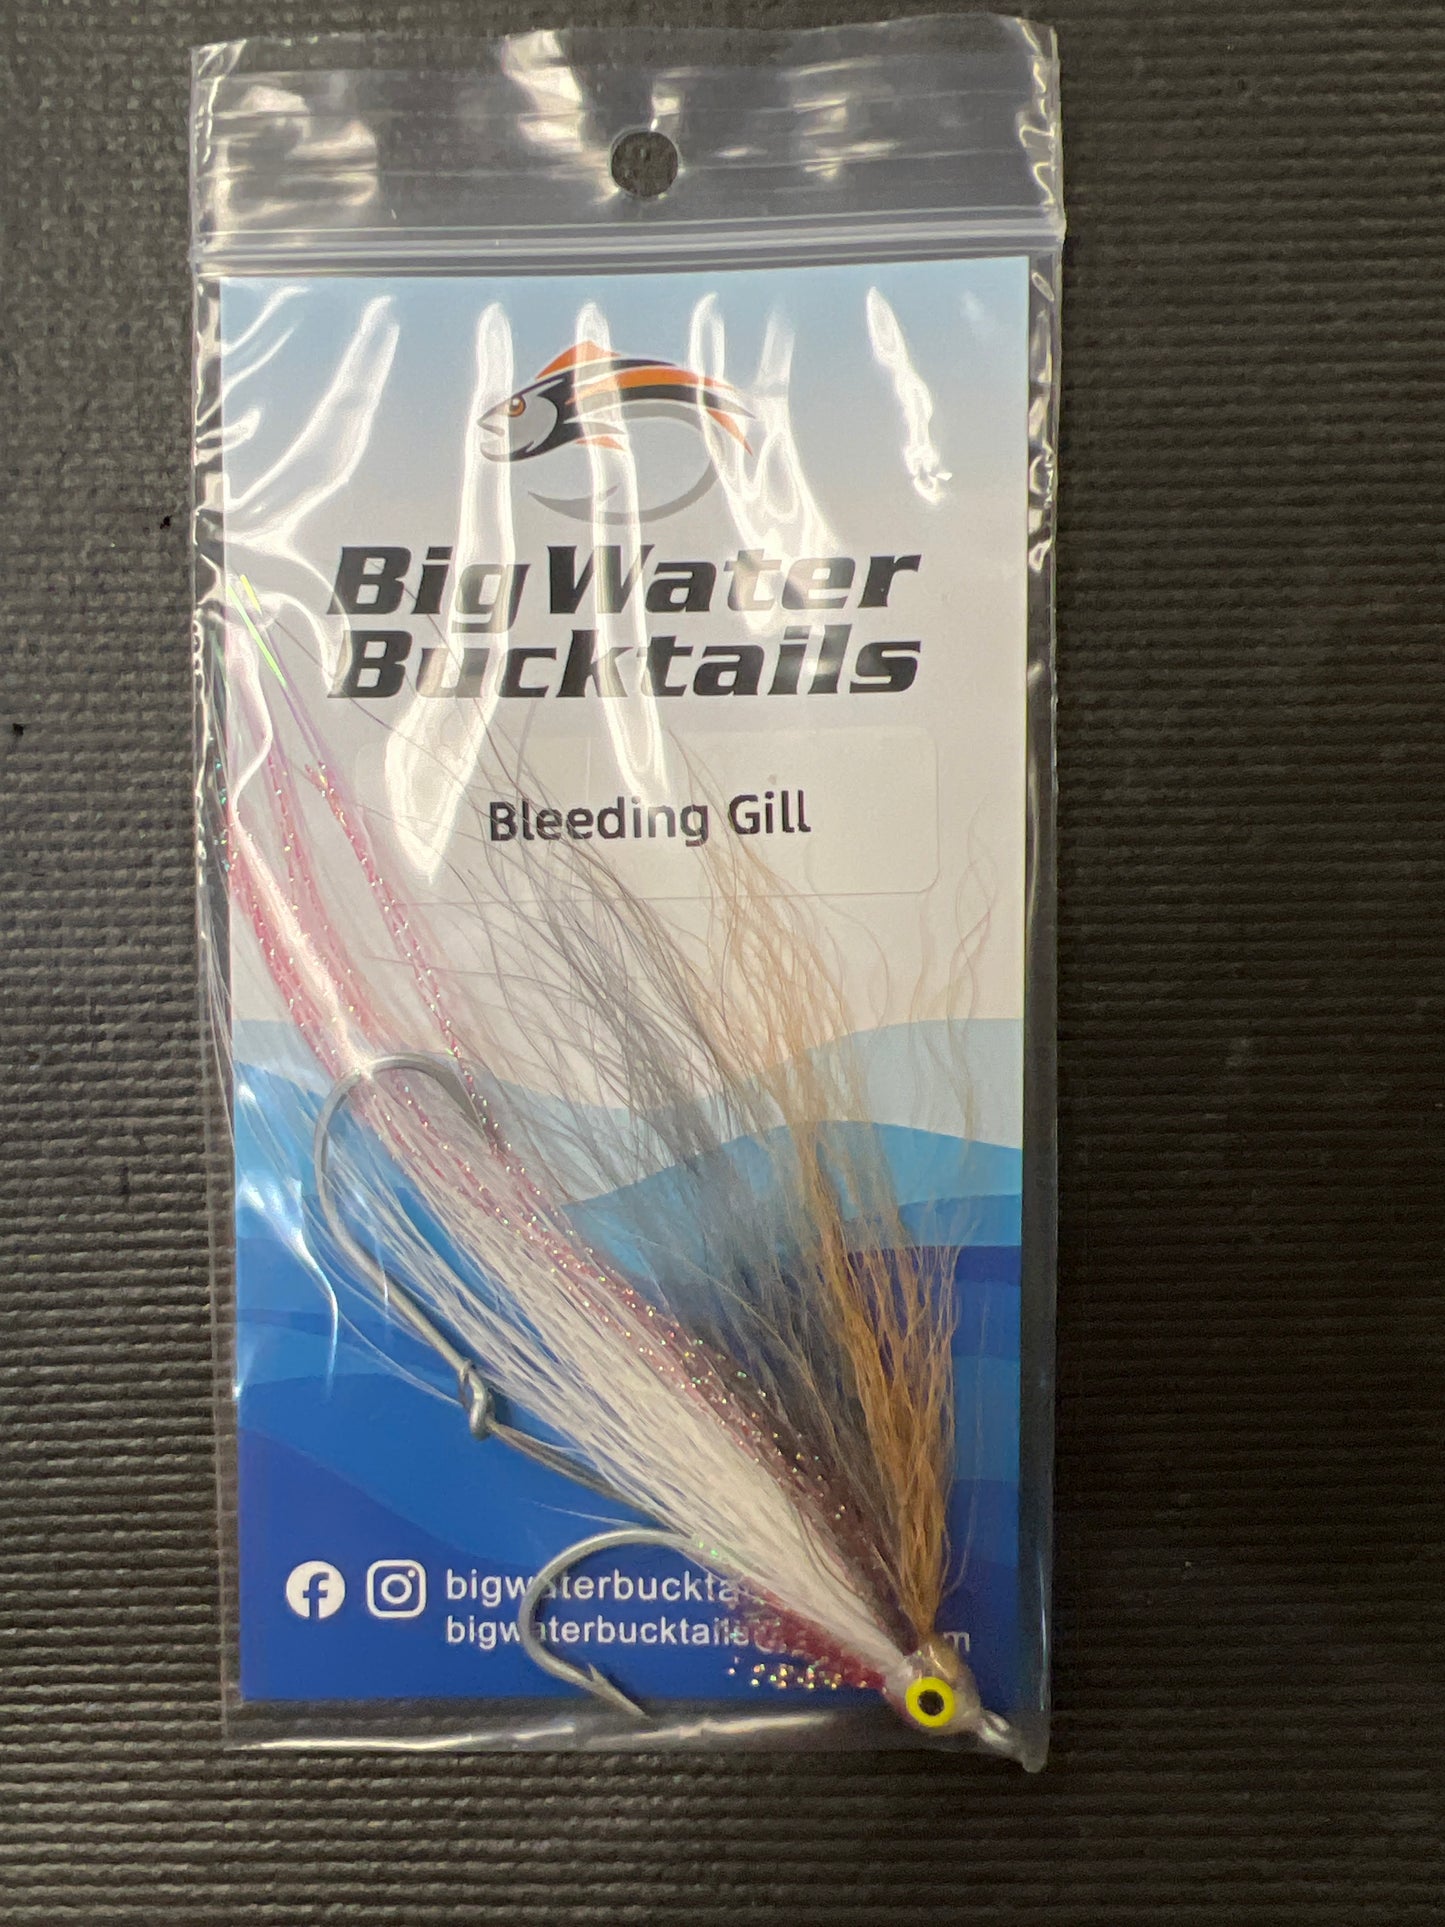 Big Water
Bucktails
Bleeding Gill